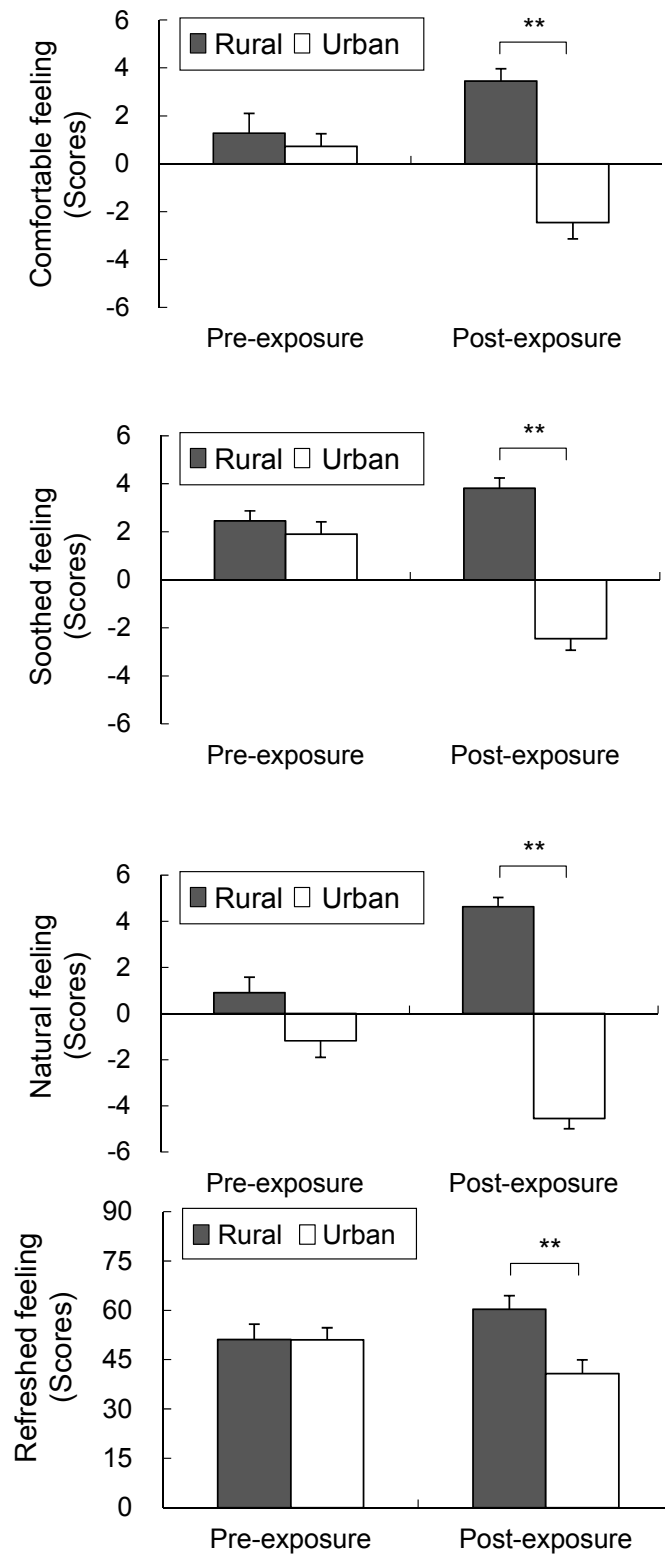 Comfortable feeling
(Scores)
6
4
2
0
-2
-4
-6
Rural Urban
**
Pre-exposure Post-exposure
Soothed feeling
(Scores)
6
4
2
0
-2
-4
-6
Rural Urban
**
Pre-exposure Post-exposure
Natural feeling
(Scores)
6
4
2
0
-2
-4
-6
Rural Urban
**
Pre-exposure Post-exposure
Refreshed feeling
(Scores)
90
75
60
45
30
15
0
Rural Urban
**
Pre-exposure Post-exposure